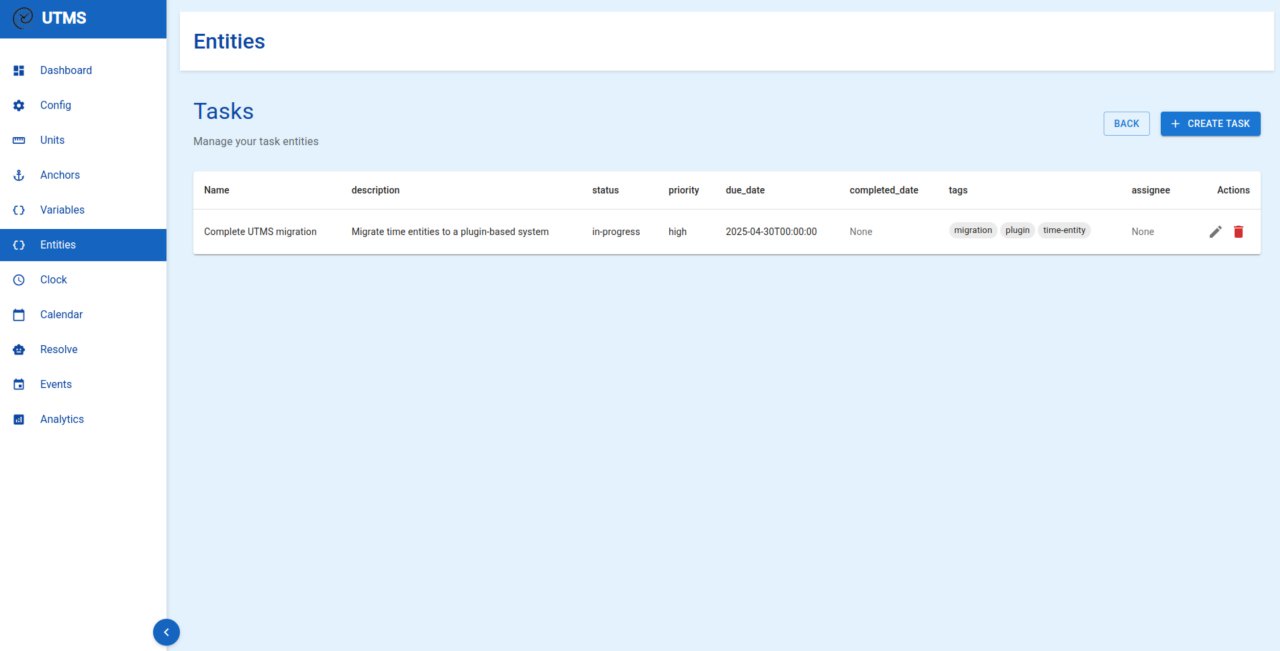 UTMS
Dashboard
Config
Units
Anchors
Variables
Entities
Clock
Calendar
Resolve
Events
Analytics
Entities
Tasks
Manage your task entities
BACK
+ CREATE TASK
Name description status priority due_date completed_date tags assignee Actions
Complete UTMS migration Migrate time entities to a plugin-based system in-progress high 2025-04-30T00:00:00 None migration plugin time-entity None